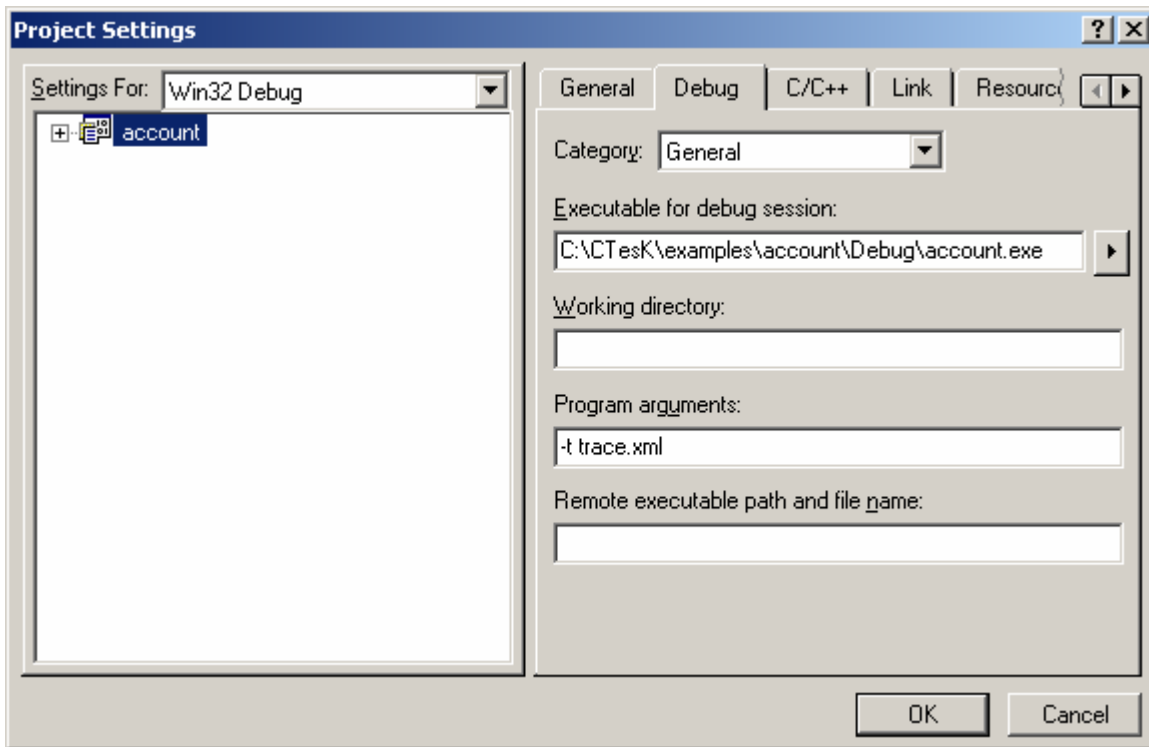 Project Settings
Settings For: Win32 Debug
account
General Debug C/C++ Link Resourc
Category: General
Executable for debug session:
C:\CTesK\examples\account\Debug\account.exe
Working directory:
Program arguments:
-t trace.xml
Remote executable path and file name:
OK Cancel